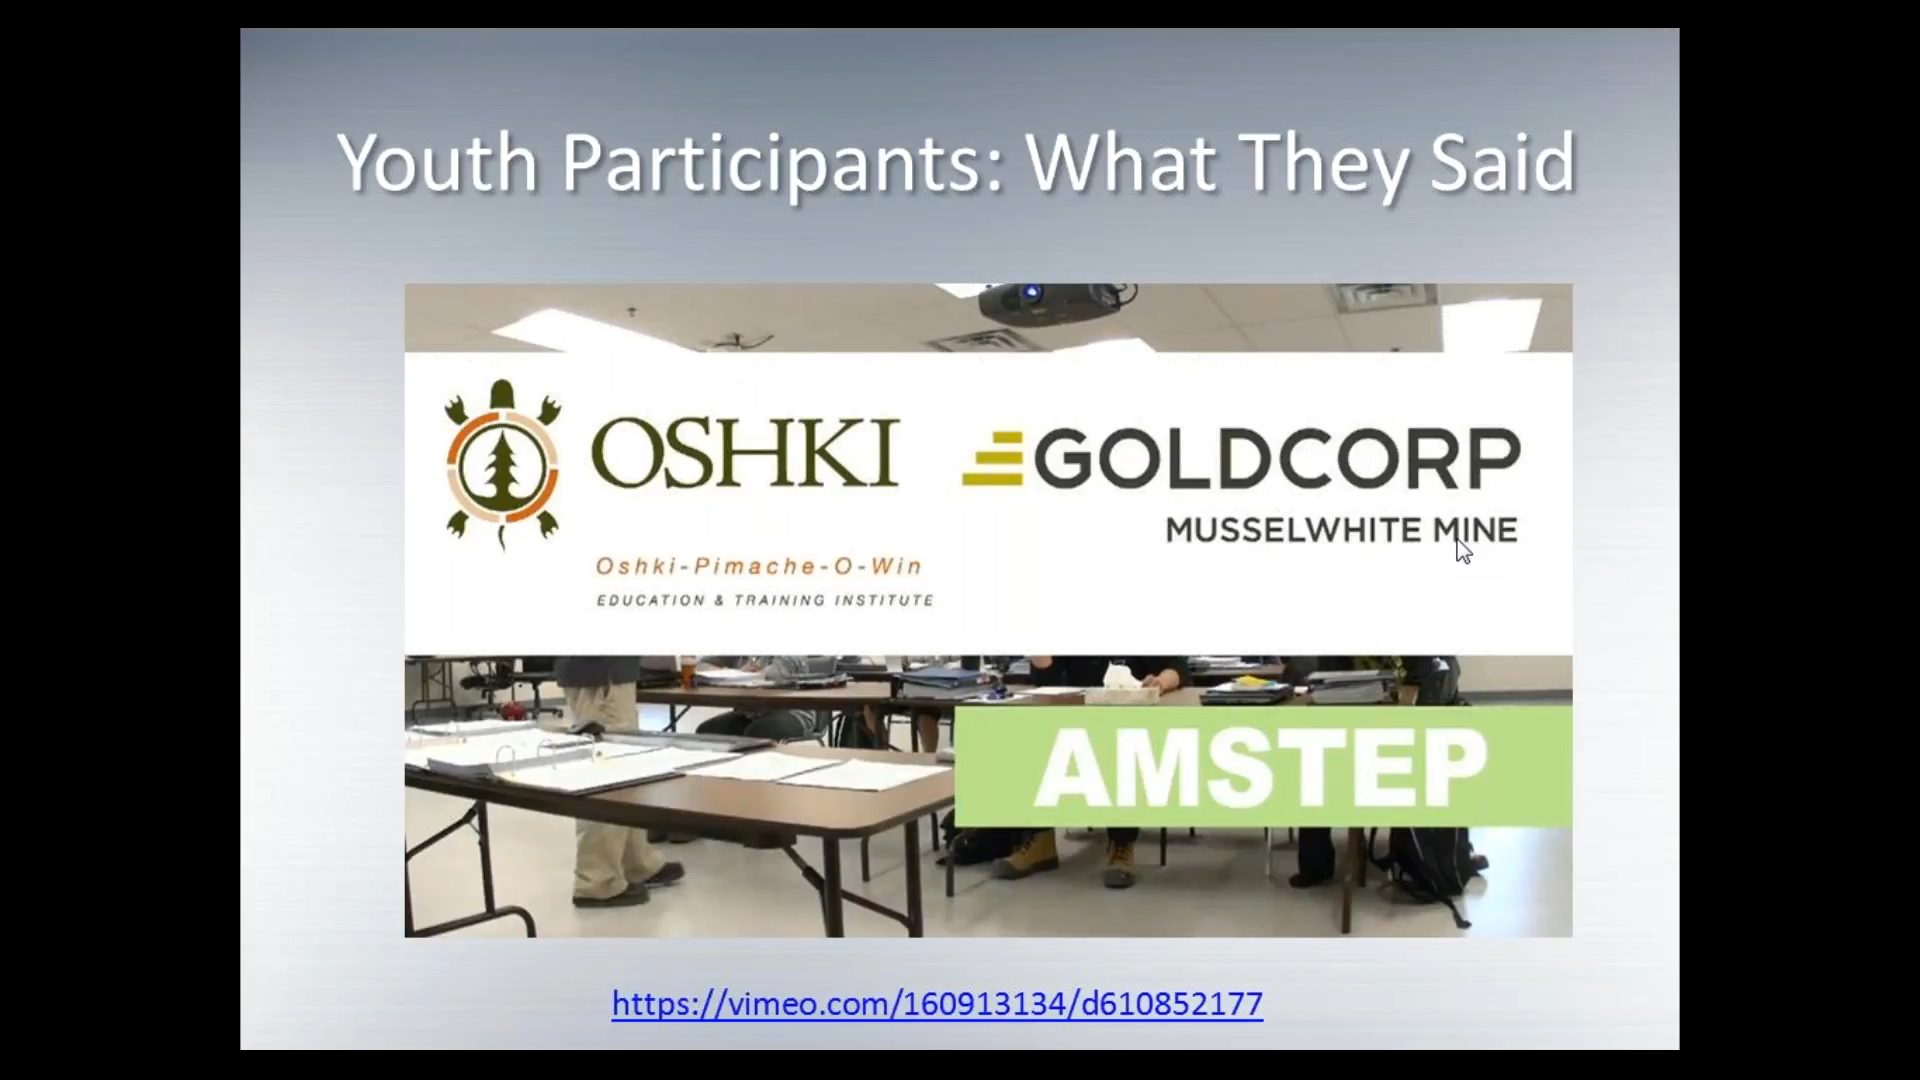 Youth Participants: What They Said
OSHKI
Oshki-Pimache-O-Win
EDUCATION & TRAINING INSTITUTE
GOLDCORP
MUSSELWHITE MINE
AMSTEP
https://vimeo.com/160913134/d610852177